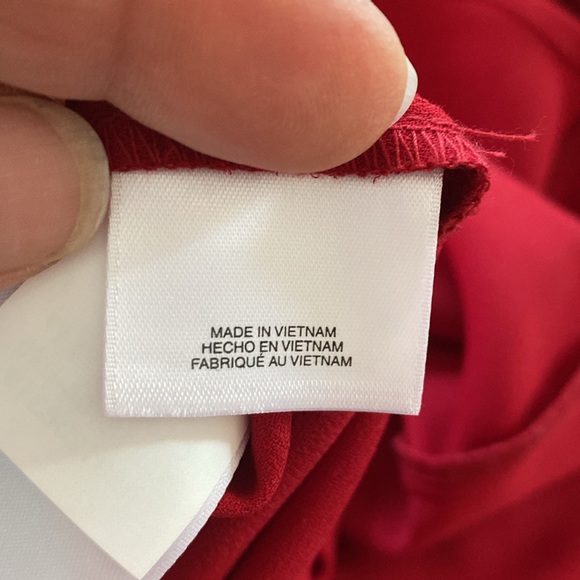 MADE IN VIETNAM
HECHO EN VIETNAM
FABRIQUÉ AU VIETNAM